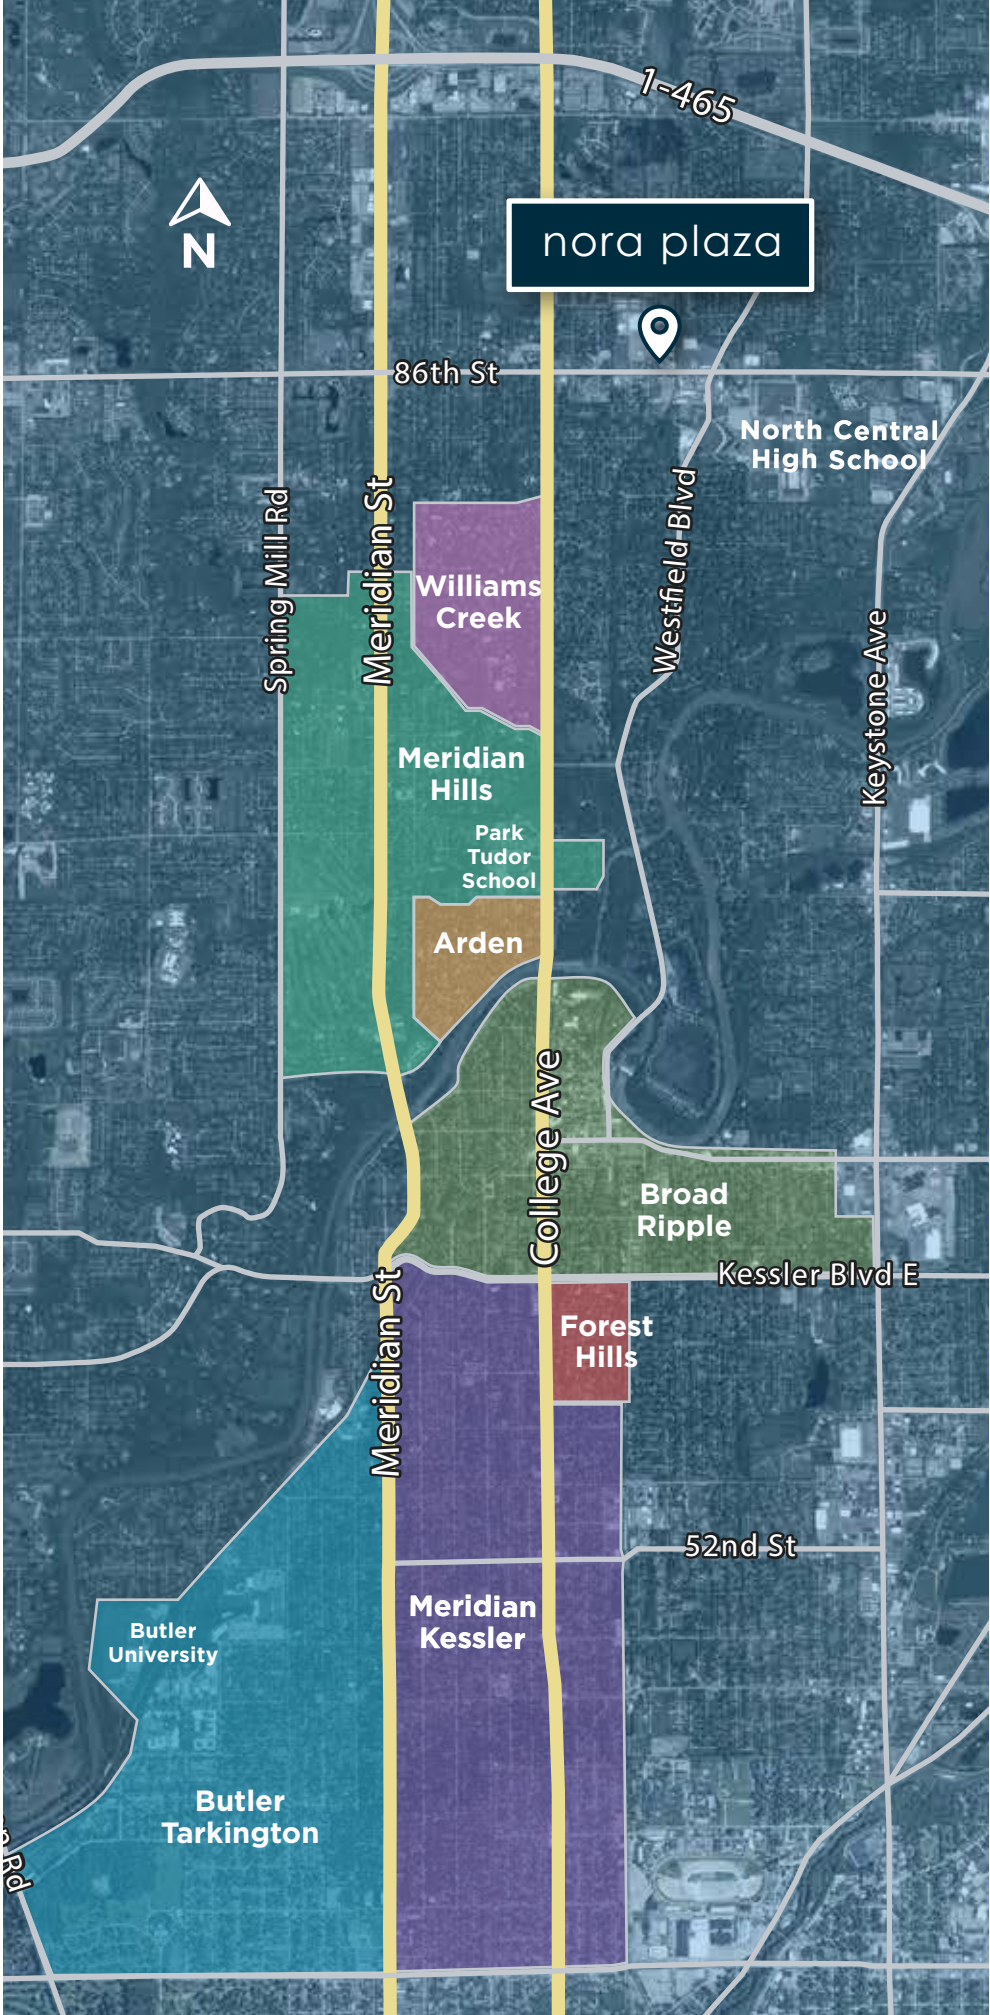 1-465
N
nora plaza
86th St
North Central
High School
Spring Mill Rd
Meridian St
Westfield Blvd
Williams
Creek
Keystone Ave
Meridian
Hills
Park
Tudor
School
Arden
College Ave
Broad
Ripple
Kessler Blvd E
Meridian St
Forest
Hills
52nd St
Meridian
Kessler
Butler
University
Butler
Tarkington
Rd